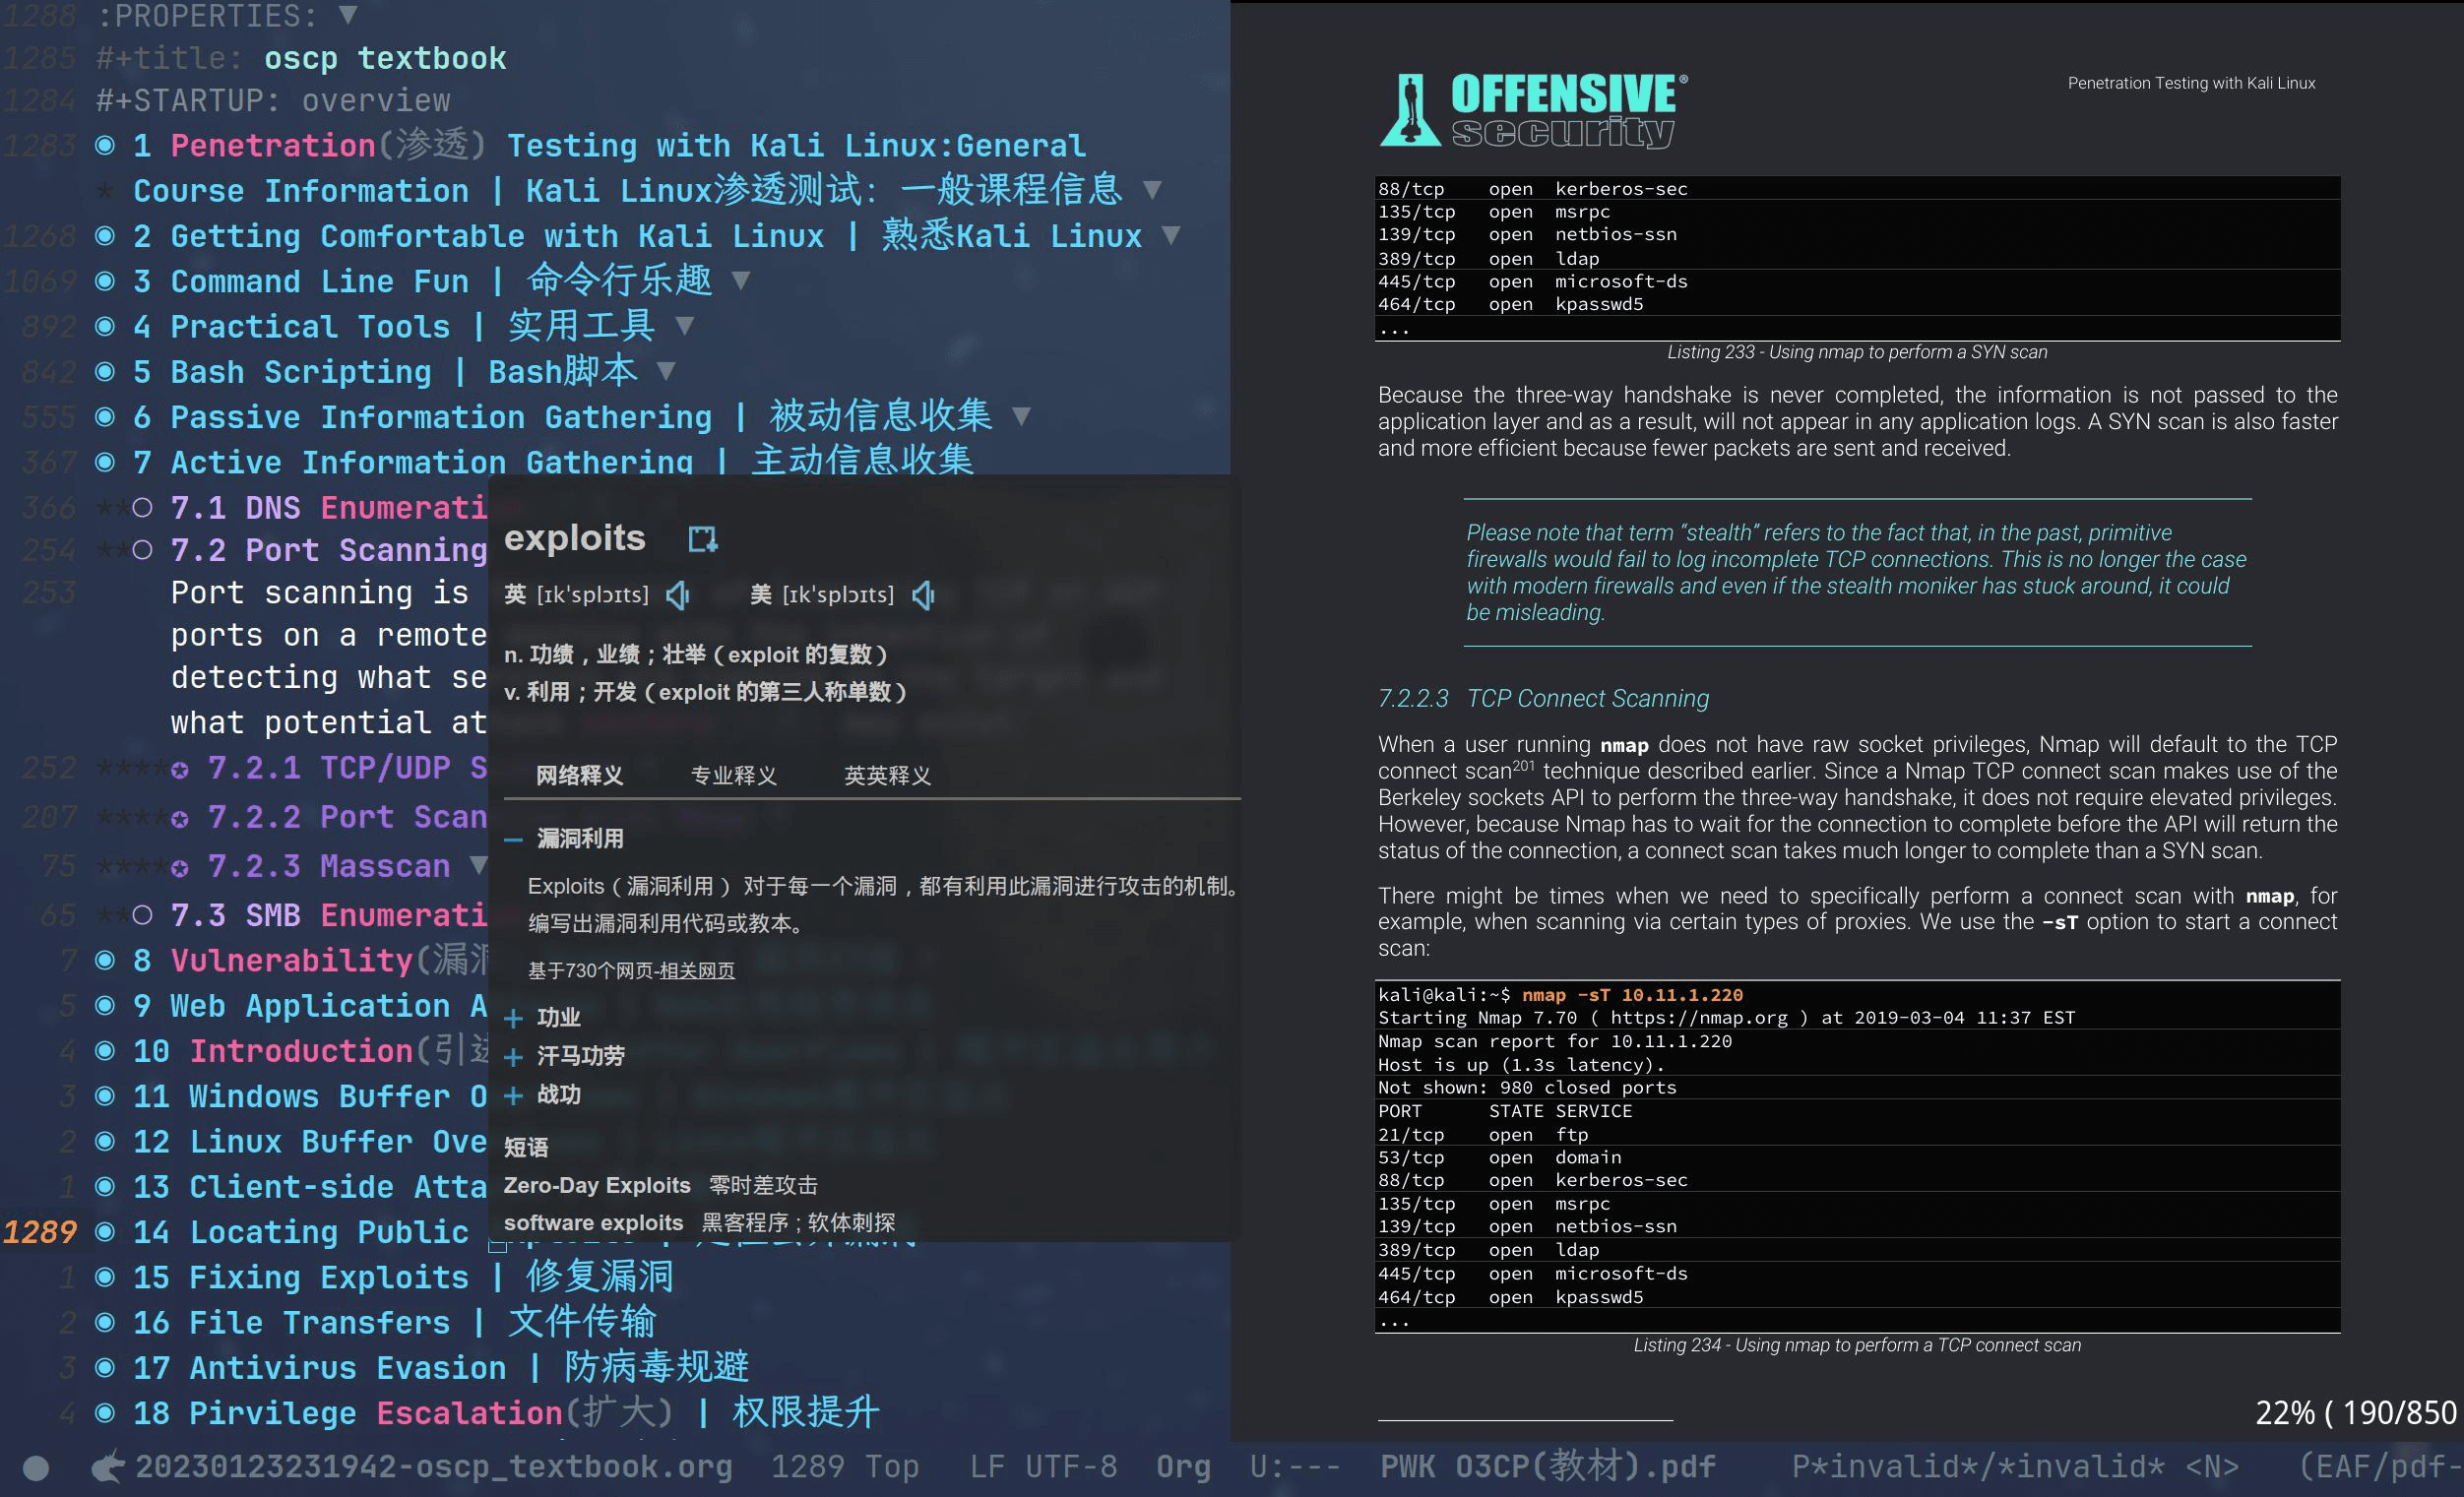 1288 :PROPERTIES: ▼
1285 #+title: oscp textbook
1284 #+STARTUP: overview
1283 ◉ 1 Penetration(渗透) Testing with Kali Linux:General
* Course Information | Kali Linux渗透测试：一般课程信息 ▼
1268 ◉ 2 Getting Comfortable with Kali Linux | 熟悉Kali Linux ▼
1069 ◉ 3 Command Line Fun | 命令行乐趣 ▼
892 ◉ 4 Practical Tools | 实用工具 ▼
842 ◉ 5 Bash Scripting | Bash脚本 ▼
555 ◉ 6 Passive Information Gathering | 被动信息收集 ▼
367 ◉ 7 Active Information Gathering | 主动信息收集
366 **○ 7.1 DNS Enumerati
254 **○ 7.2 Port Scanning
253 Port scanning is
ports on a remote
detecting what se
what potential at
252 ****✪ 7.2.1 TCP/UDP S
207 ****✪ 7.2.2 Port Scan
75 ****✪ 7.2.3 Masscan ▼
65 **○ 7.3 SMB Enumerati
7 ◉ 8 Vulnerability(漏
5 ◉ 9 Web Application A
4 ◉ 10 Introduction(引
3 ◉ 11 Windows Buffer O
2 ◉ 12 Linux Buffer Ove
1 ◉ 13 Client-side Atta
1289 ◉ 14 Locating Public
1 ◉ 15 Fixing Exploits | 修复漏洞
2 ◉ 16 File Transfers | 文件传输
3 ◉ 17 Antivirus Evasion | 防病毒规避
4 ◉ 18 Pirvilege Escalation(扩大) | 权限提升
exploits
英 [ɪkˈsplɔɪts] 美 [ɪkˈsplɔɪts]
n. 功绩，业绩；壮举（exploit 的复数）
v. 利用；开发（exploit 的第三人称单数）
网络释义 专业释义 英英释义
— 漏洞利用
Exploits（漏洞利用） 对于每一个漏洞，都有利用此漏洞进行攻击的机制。
编写出漏洞利用代码或教本。
基于730个网页-相关网页
+ 功业
+ 汗马功劳
+ 战功
短语
Zero-Day Exploits 零时差攻击
software exploits 黑客程序 ; 软体刺探
OFFENSIVE®
security
Penetration Testing with Kali Linux
88/tcp open kerberos-sec
135/tcp open msrpc
139/tcp open netbios-ssn
389/tcp open ldap
445/tcp open microsoft-ds
464/tcp open kpasswd5
...
Listing 233 - Using nmap to perform a SYN scan
Because the three-way handshake is never completed, the information is not passed to the
application layer and as a result, will not appear in any application logs. A SYN scan is also faster
and more efficient because fewer packets are sent and received.
Please note that term “stealth” refers to the fact that, in the past, primitive
firewalls would fail to log incomplete TCP connections. This is no longer the case
with modern firewalls and even if the stealth moniker has stuck around, it could
be misleading.
7.2.2.3 TCP Connect Scanning
When a user running nmap does not have raw socket privileges, Nmap will default to the TCP
connect scan201 technique described earlier. Since a Nmap TCP connect scan makes use of the
Berkeley sockets API to perform the three-way handshake, it does not require elevated privileges.
However, because Nmap has to wait for the connection to complete before the API will return the
status of the connection, a connect scan takes much longer to complete than a SYN scan.
There might be times when we need to specifically perform a connect scan with nmap, for
example, when scanning via certain types of proxies. We use the -sT option to start a connect
scan:
kali@kali:~$ nmap -sT 10.11.1.220
Starting Nmap 7.70 ( https://nmap.org ) at 2019-03-04 11:37 EST
Nmap scan report for 10.11.1.220
Host is up (1.3s latency).
Not shown: 980 closed ports
PORT STATE SERVICE
21/tcp open ftp
53/tcp open domain
88/tcp open kerberos-sec
135/tcp open msrpc
139/tcp open netbios-ssn
389/tcp open ldap
445/tcp open microsoft-ds
464/tcp open kpasswd5
...
Listing 234 - Using nmap to perform a TCP connect scan
22% ( 190/850
20230123231942-oscp_textbook.org 1289 Top LF UTF-8 Org U:--- PWK O3CP(教材).pdf P*invalid*/*invalid* <N> (EAF/pdf-